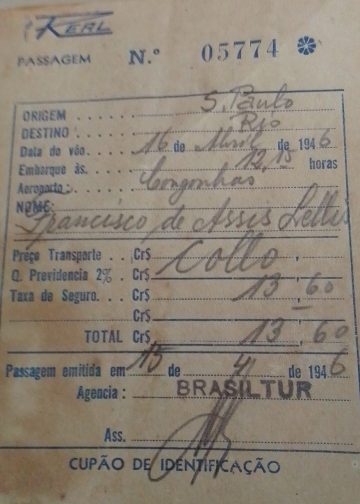 KERL
PASSAGEM N.º 05774
ORIGEM S. Paulo
DESTINO Rio
Data do vôo 16 de Abril de 1946
Embarque às 12,15 horas
Aeroporto: Congonhas
NOME:
Francisco de Assis
Preço Transporte Cr$
Q. Previdencia 2% Cr$ 13,60
Taxa de Seguro Cr$
Cr$
TOTAL Cr$ 13,60
Passagem emitida em 15 de 4 de 1946
Agencia: BRASILTUR
Ass.
CUPÃO DE IDENTIFICAÇÃO